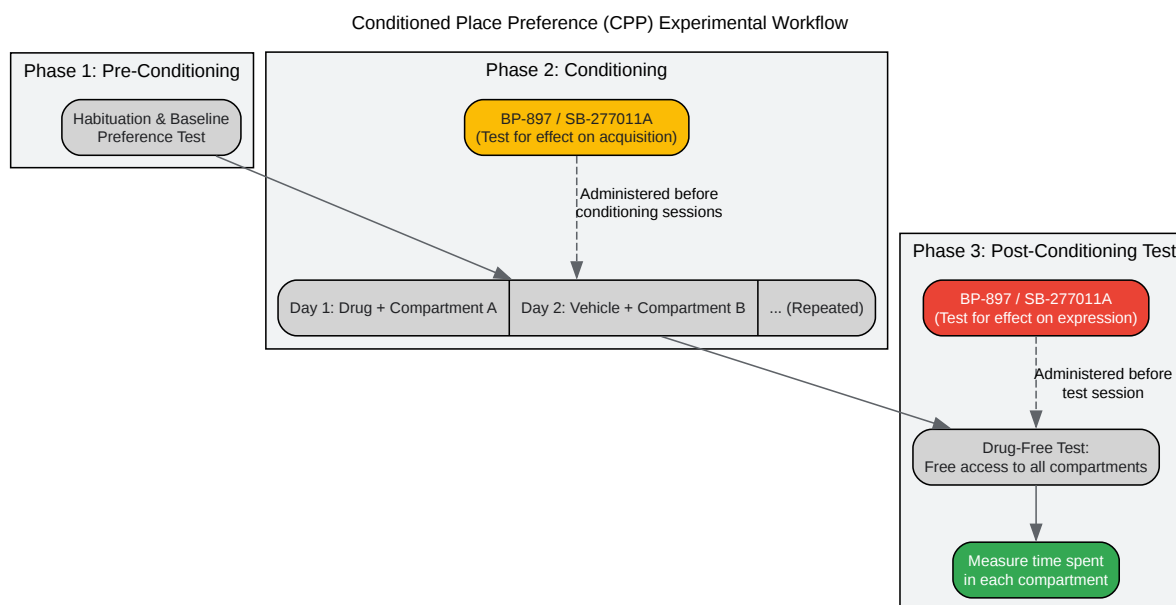 Conditioned Place Preference (CPP) Experimental Workflow
Phase 1: Pre-Conditioning
Habituation & Baseline
Preference Test
Phase 2: Conditioning
BP-897 / SB-277011A
(Test for effect on acquisition)
Administered before
conditioning sessions
Day 1: Drug + Compartment A
Day 2: Vehicle + Compartment B
... (Repeated)
Phase 3: Post-Conditioning Test
BP-897 / SB-277011A
(Test for effect on expression)
Administered before
test session
Drug-Free Test:
Free access to all compartments
Measure time spent
in each compartment